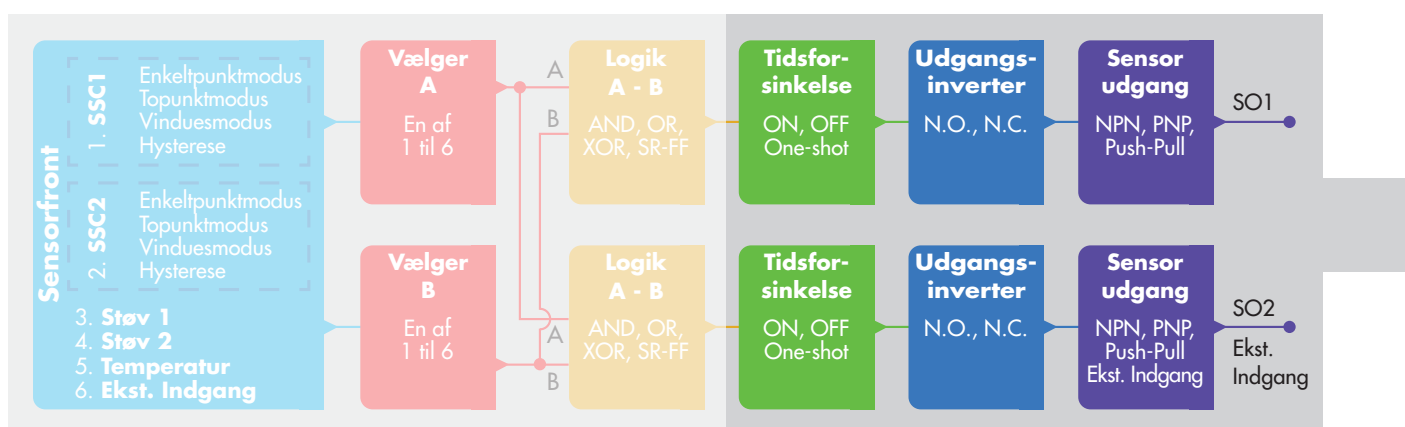 Sensorfront
1. SSC1
Enkeltpunktmodus
Topunktmodus
Vinduesmodus
Hysterese
2. SSC2
Enkeltpunktmodus
Topunktmodus
Vinduesmodus
Hysterese
3. Støv 1
4. Støv 2
5. Temperatur
6. Ekst. Indgang
Vælger
A
En af
1 til 6
A
B
Logik
A - B
AND, OR,
XOR, SR-FF
Tidsfor-
sinkelse
ON, OFF
One-shot
Udgangs-
inverter
N.O., N.C.
Sensor
udgang
NPN, PNP,
Push-Pull
SO1
Vælger
B
En af
1 til 6
A
B
Logik
A - B
AND, OR,
XOR, SR-FF
Tidsfor-
sinkelse
ON, OFF
One-shot
Udgangs-
inverter
N.O., N.C.
Sensor
udgang
NPN, PNP,
Push-Pull
Ekst. Indgang
SO2
Ekst.
Indgang